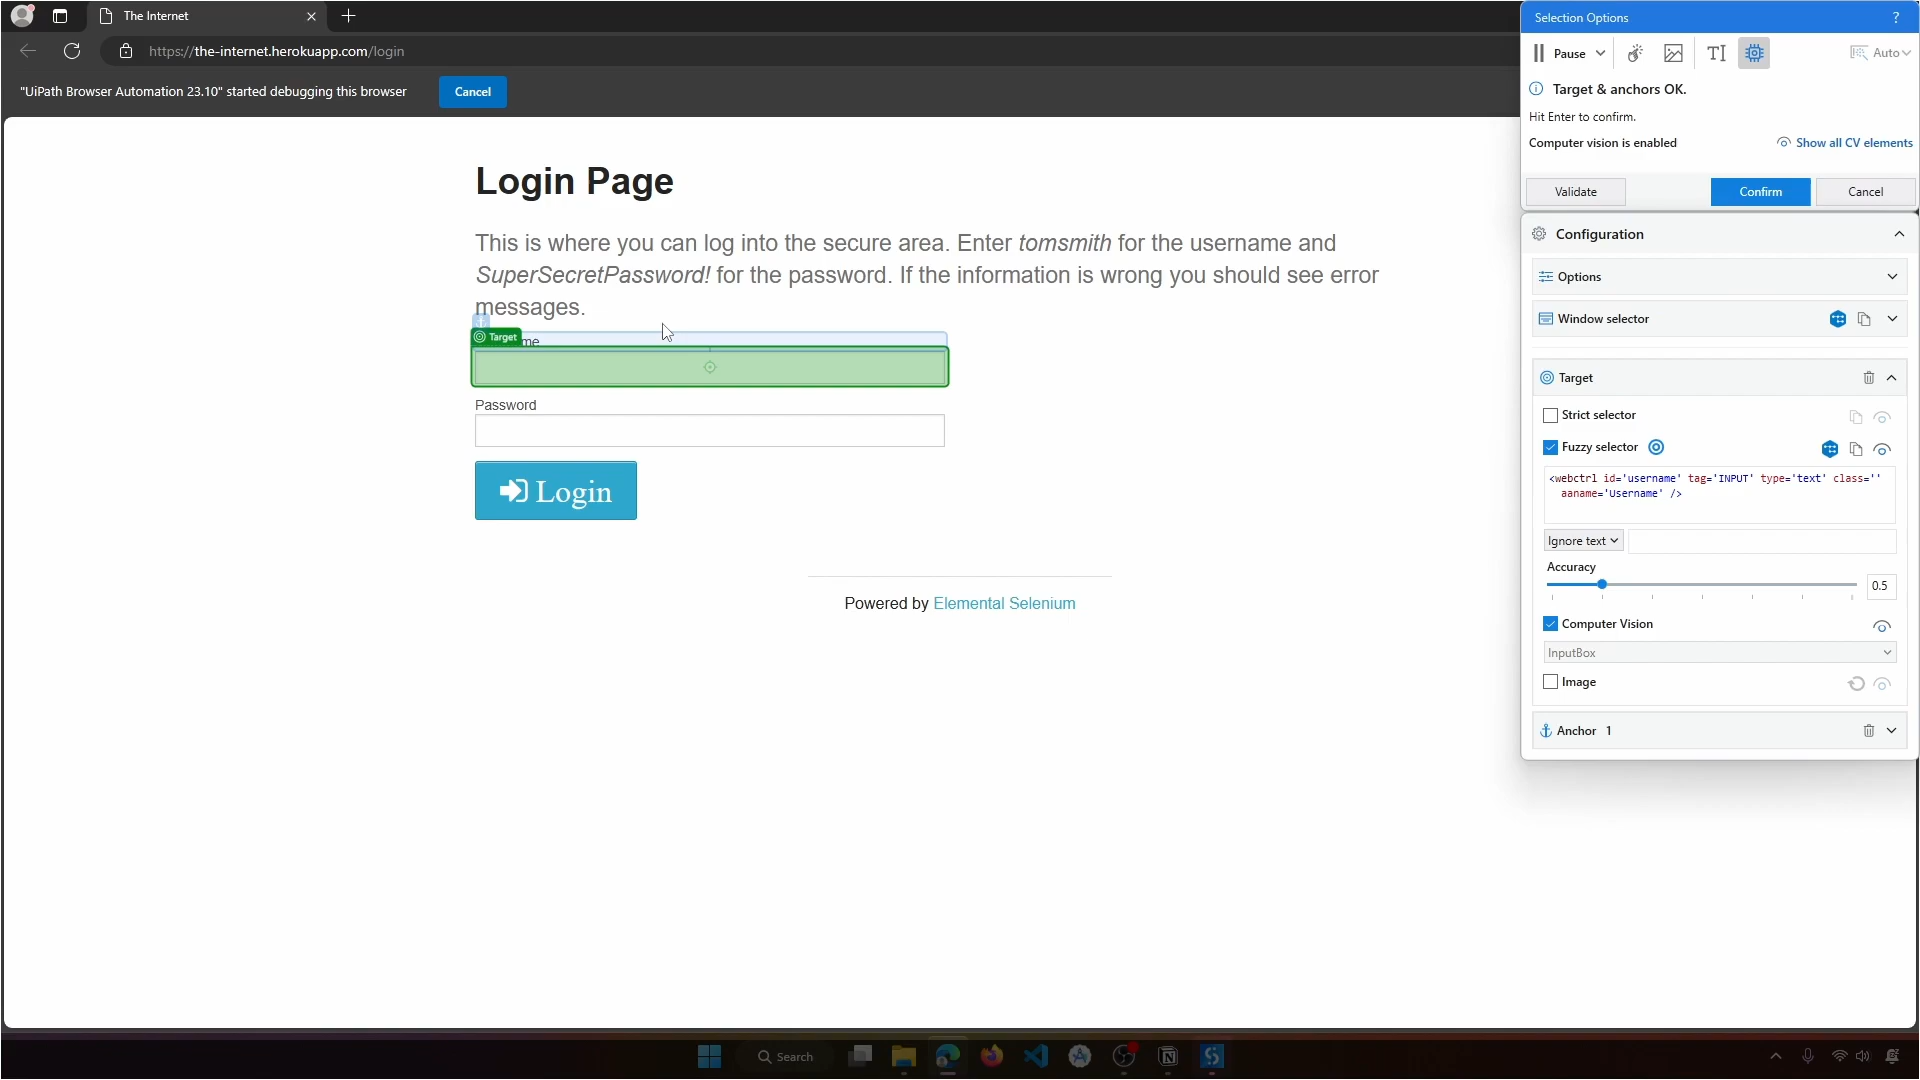 The Internet
https://the-internet.herokuapp.com/login
"UiPath Browser Automation 23.10" started debugging this browser
Cancel
Login Page
This is where you can log into the secure area. Enter tomsmith for the username and
SuperSecretPassword! for the password. If the information is wrong you should see error
messages.
Target
me
Password
Login
Powered by Elemental Selenium
Selection Options
?
Pause
Auto
Target & anchors OK.
Hit Enter to confirm.
Computer vision is enabled
Show all CV elements
Validate
Confirm
Cancel
Configuration
Options
Window selector
Target
Strict selector
Fuzzy selector
<webctrl id='username' tag='INPUT' type='text' class=''
aaname='Username' />
Ignore text
Accuracy
0.5
Computer Vision
InputBox
Image
Anchor 1
Search